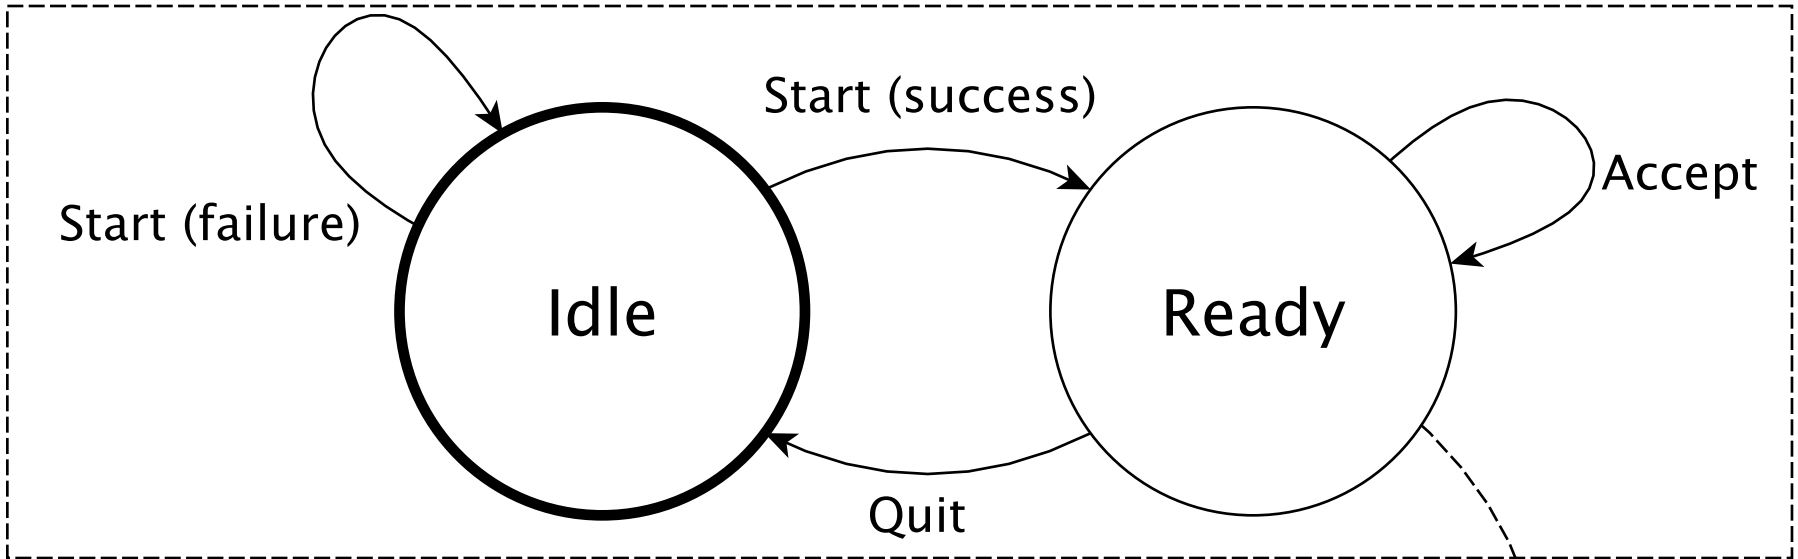 Start (success)
Accept
Start (failure)
Idle
Ready
Quit